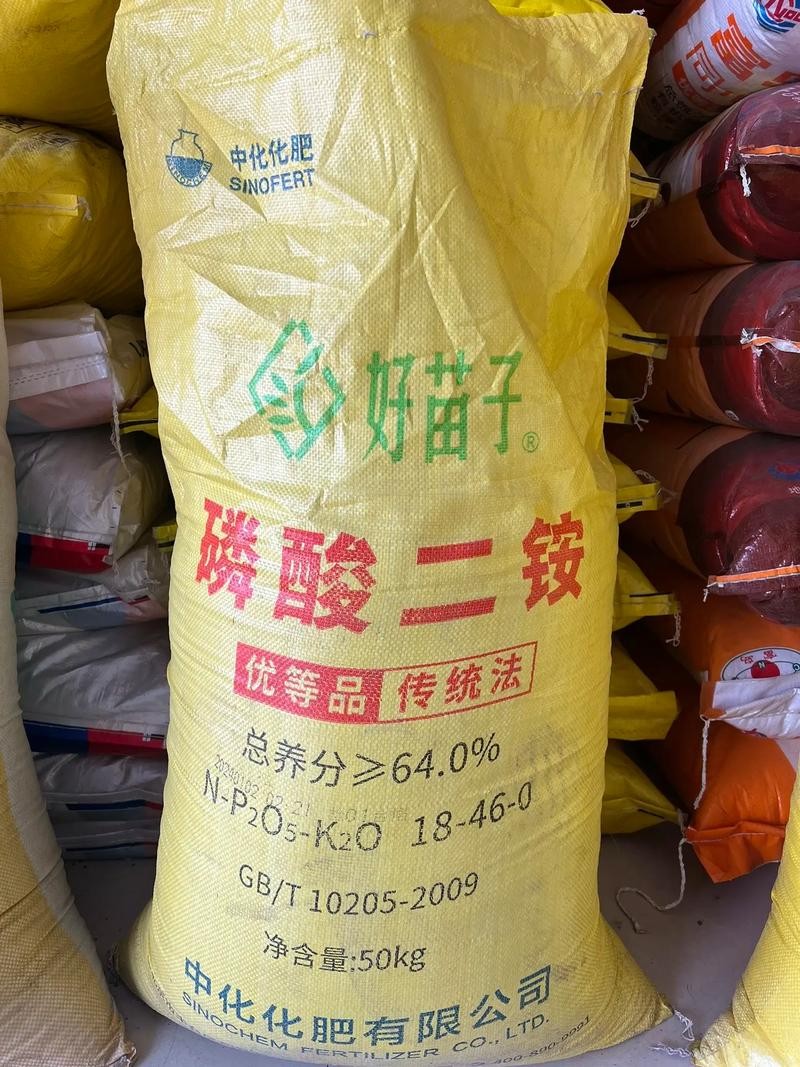 中化化肥
SINOFERT
好苗子®
磷酸二铵
优等品 传统法
总养分≥64.0%
N-P₂O₅-K₂O 18-46-0
GB/T 10205-2009
净含量:50kg
中化化肥有限公司
SINOCHEM FERTILIZER CO., LTD.